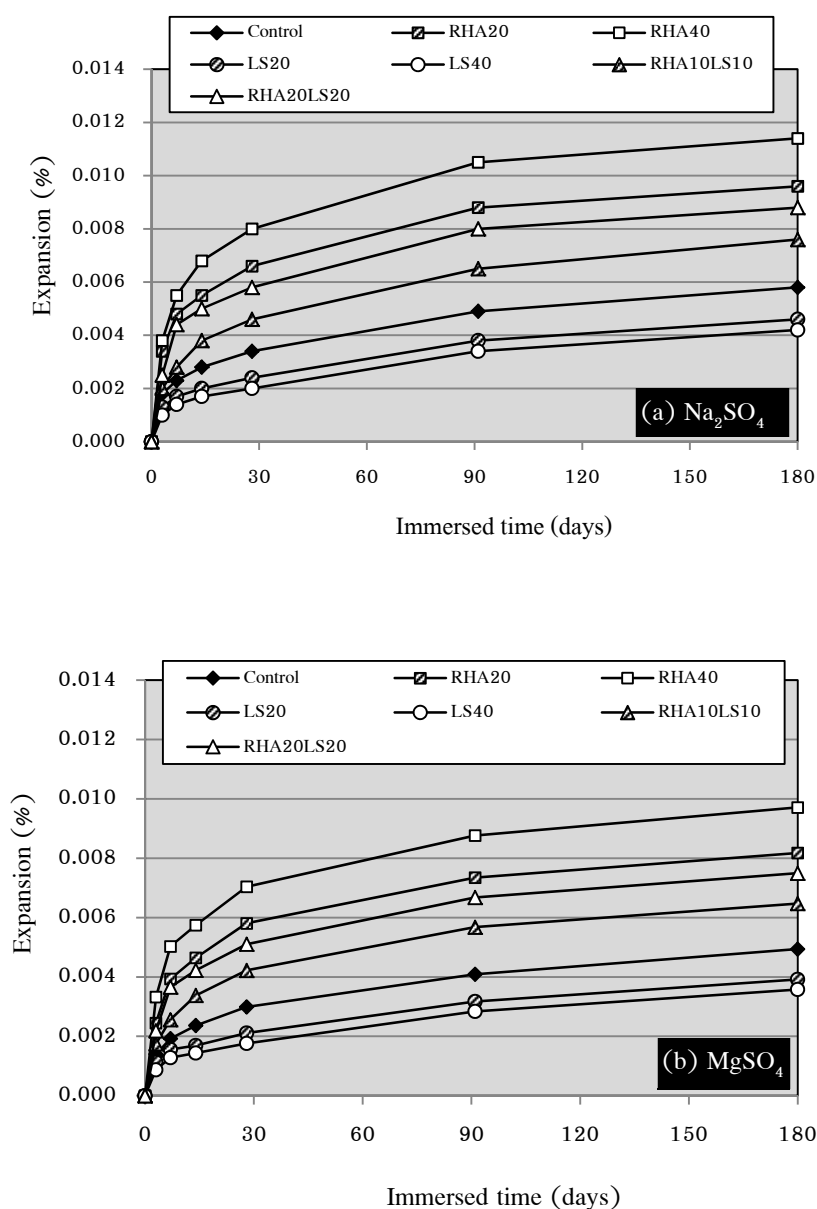 Control RHA20 RHA40
LS20 LS40 RHA10LS10
RHA20LS20
0.014
0.012
0.010
0.008
0.006
0.004
0.002
0.000
Expansion (%)
(a) Na₂SO₄
0 30 60 90 120 150 180
Immersed time (days)
Control RHA20 RHA40
LS20 LS40 RHA10LS10
RHA20LS20
0.014
0.012
0.010
0.008
0.006
0.004
0.002
0.000
Expansion (%)
(b) MgSO₄
0 30 60 90 120 150 180
Immersed time (days)